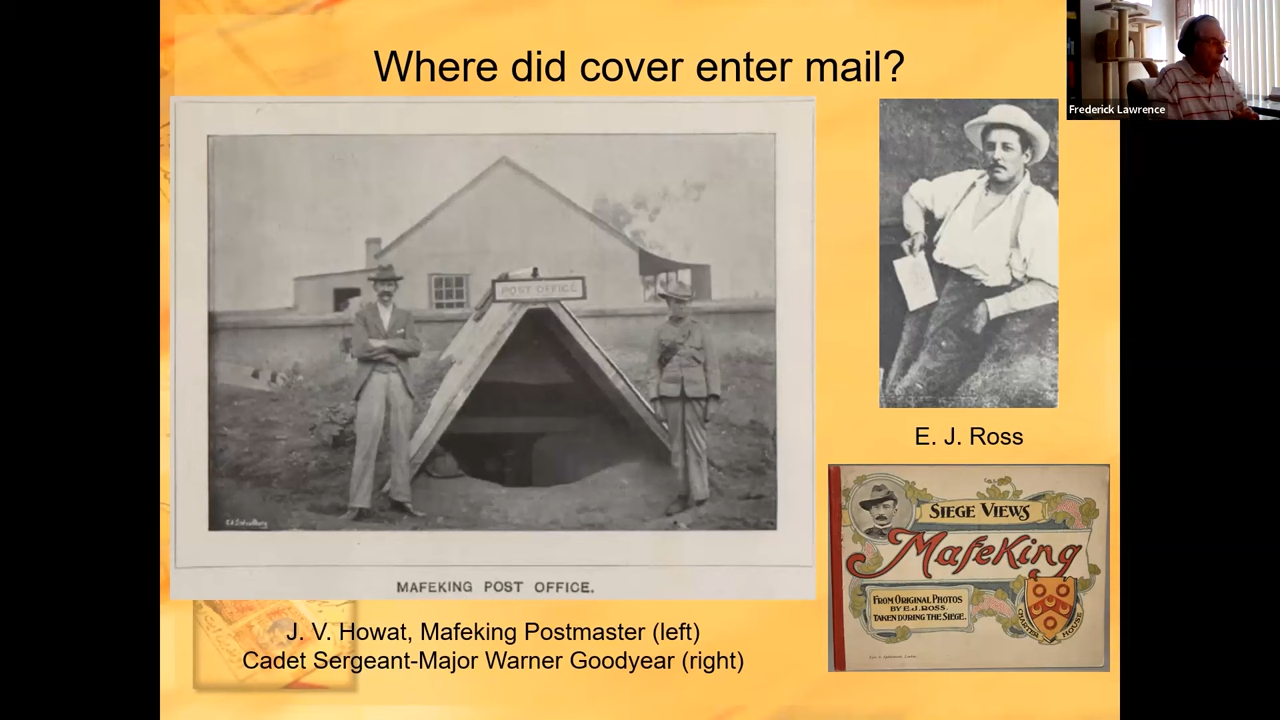 Where did cover enter mail?
Frederick Lawrence
POST OFFICE
MAFEKING POST OFFICE.
J. V. Howat, Mafeking Postmaster (left)
Cadet Sergeant-Major Warner Goodyear (right)
E. J. Ross
SIEGE VIEWS
Mafeking
FROM ORIGINAL PHOTOS
BY E.J. ROSS.
TAKEN DURING THE SIEGE.
HOUSE